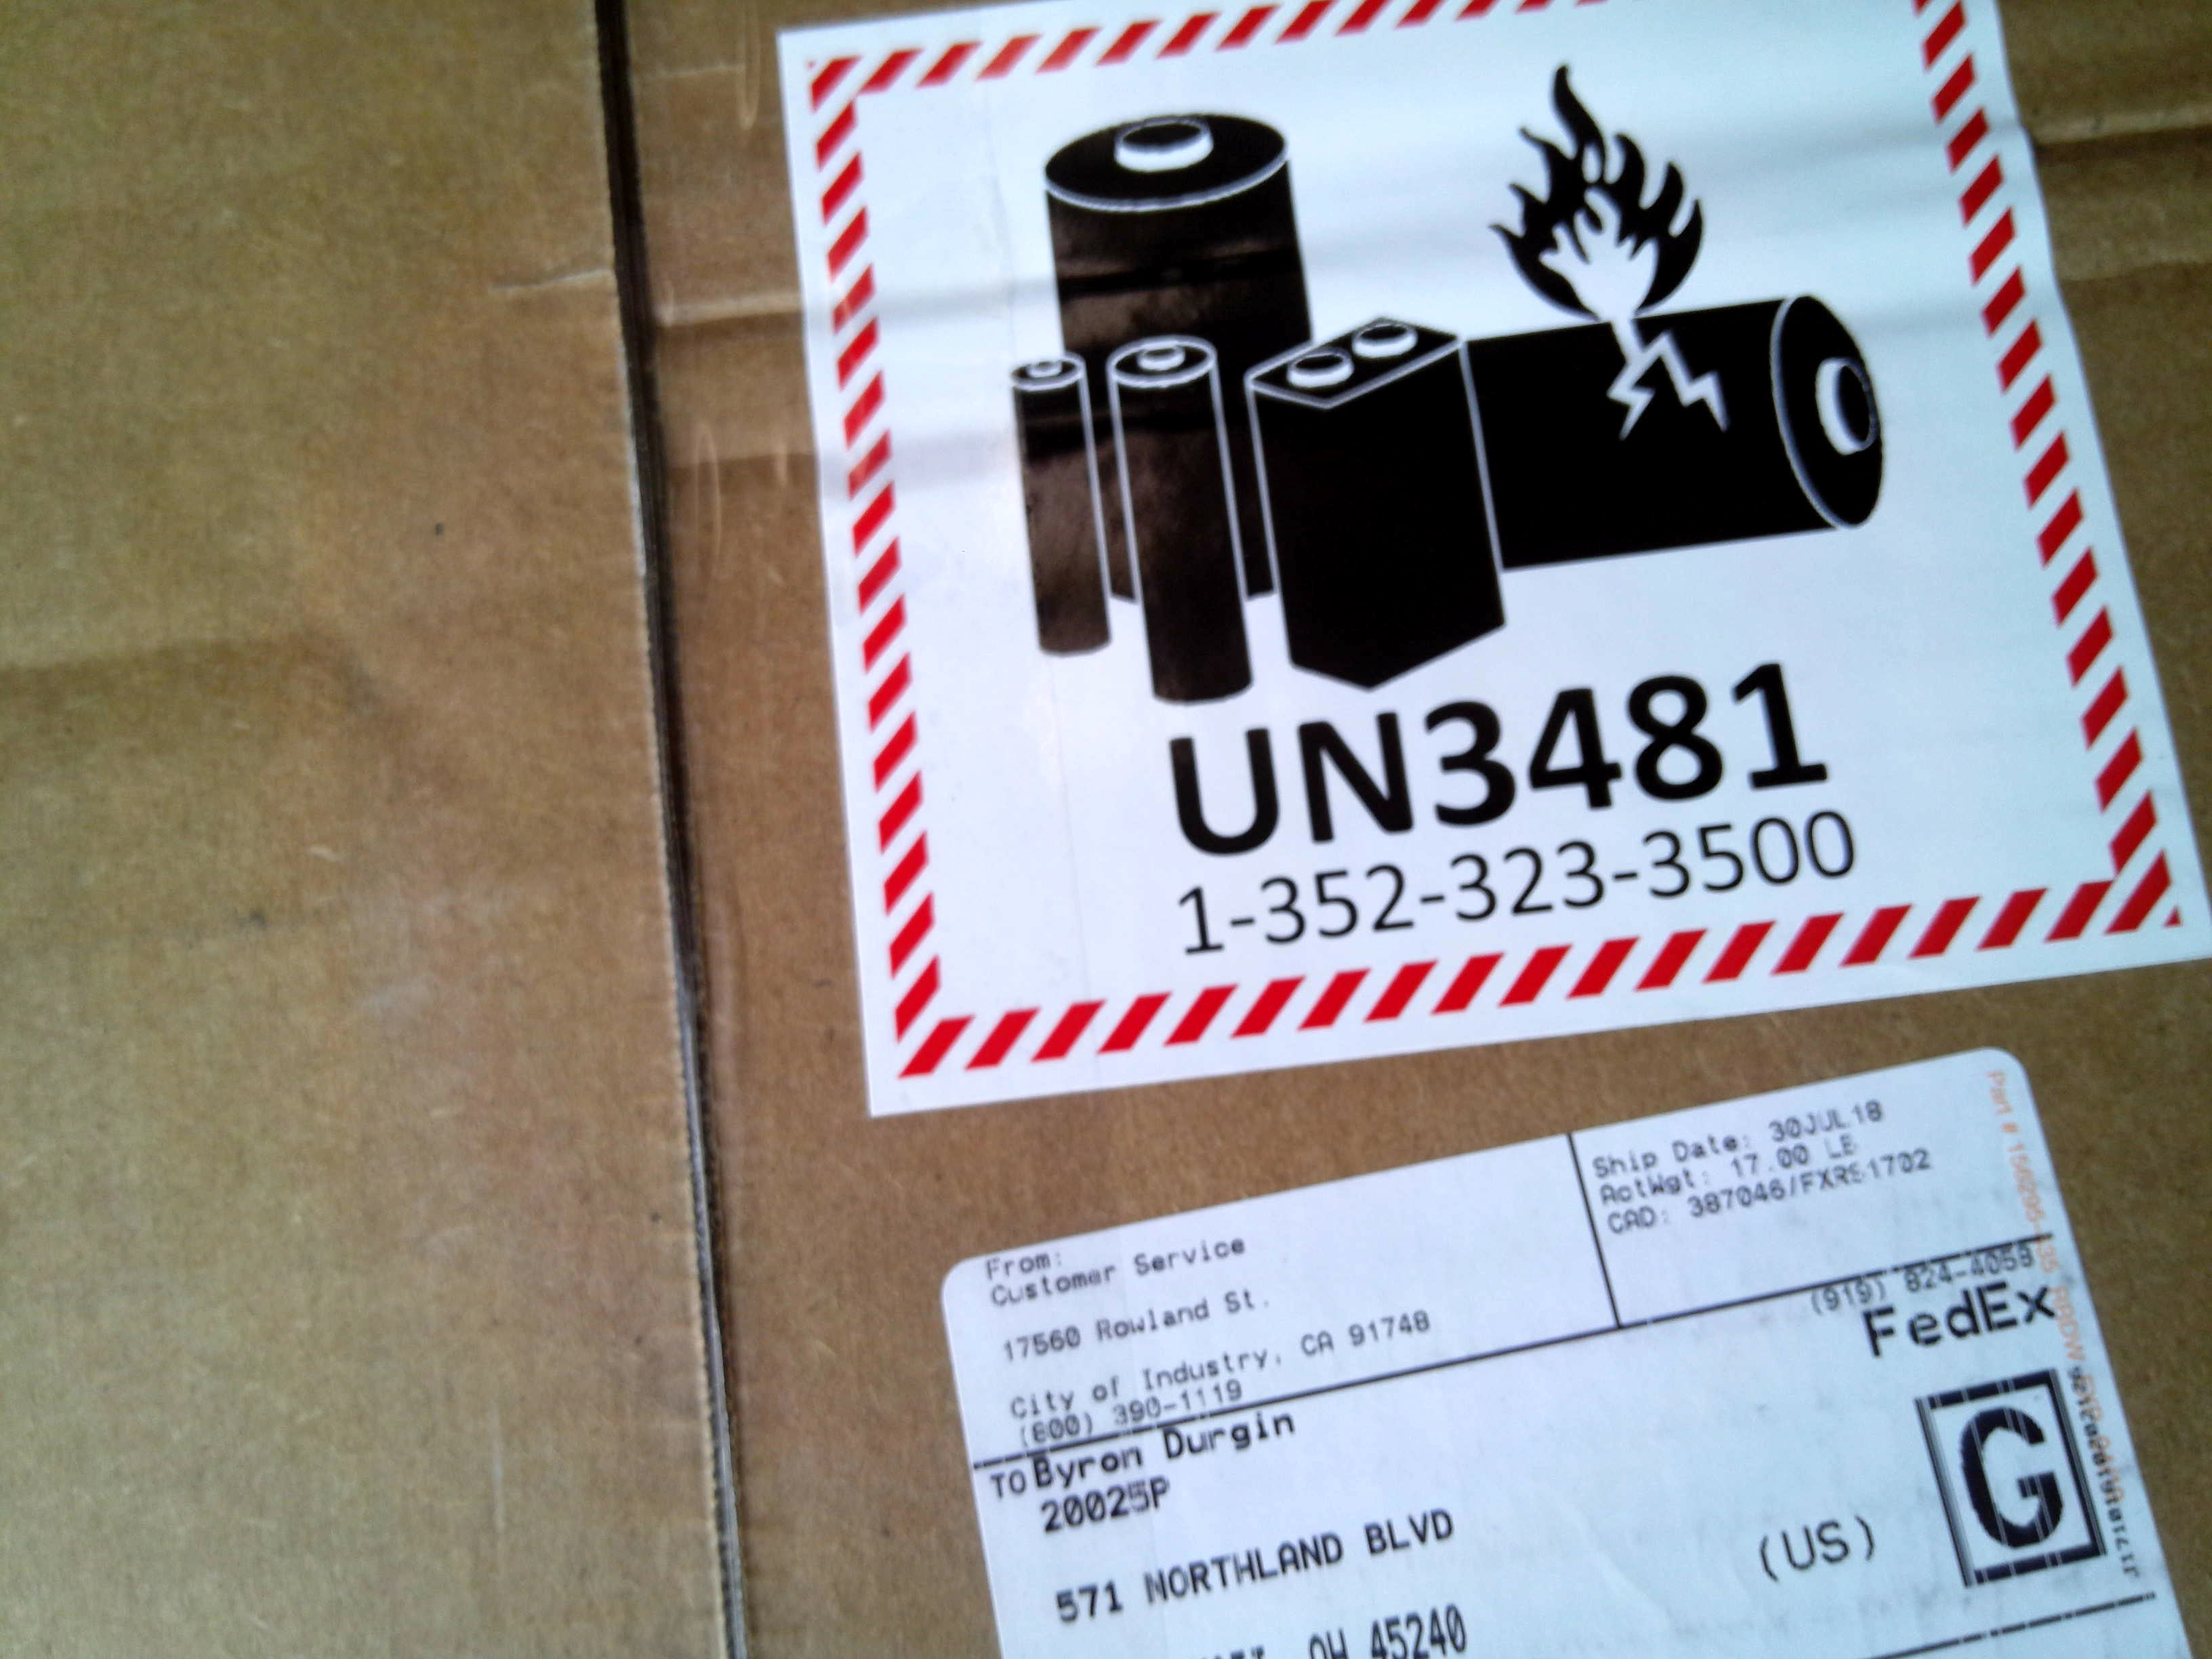 UN3481
1-352-323-3500
Ship Date: 30JUL18
ActWgt: 17.00 LB
CAD: 387046/FXRS1702
From:
Customer Service
17560 Rowland St.
City of Industry, CA 91748
(800) 390-1119
(919) 824-4059
FedEx
G
TO Byron Durgin
20025P
571 NORTHLAND BLVD
(US)
OH 45240